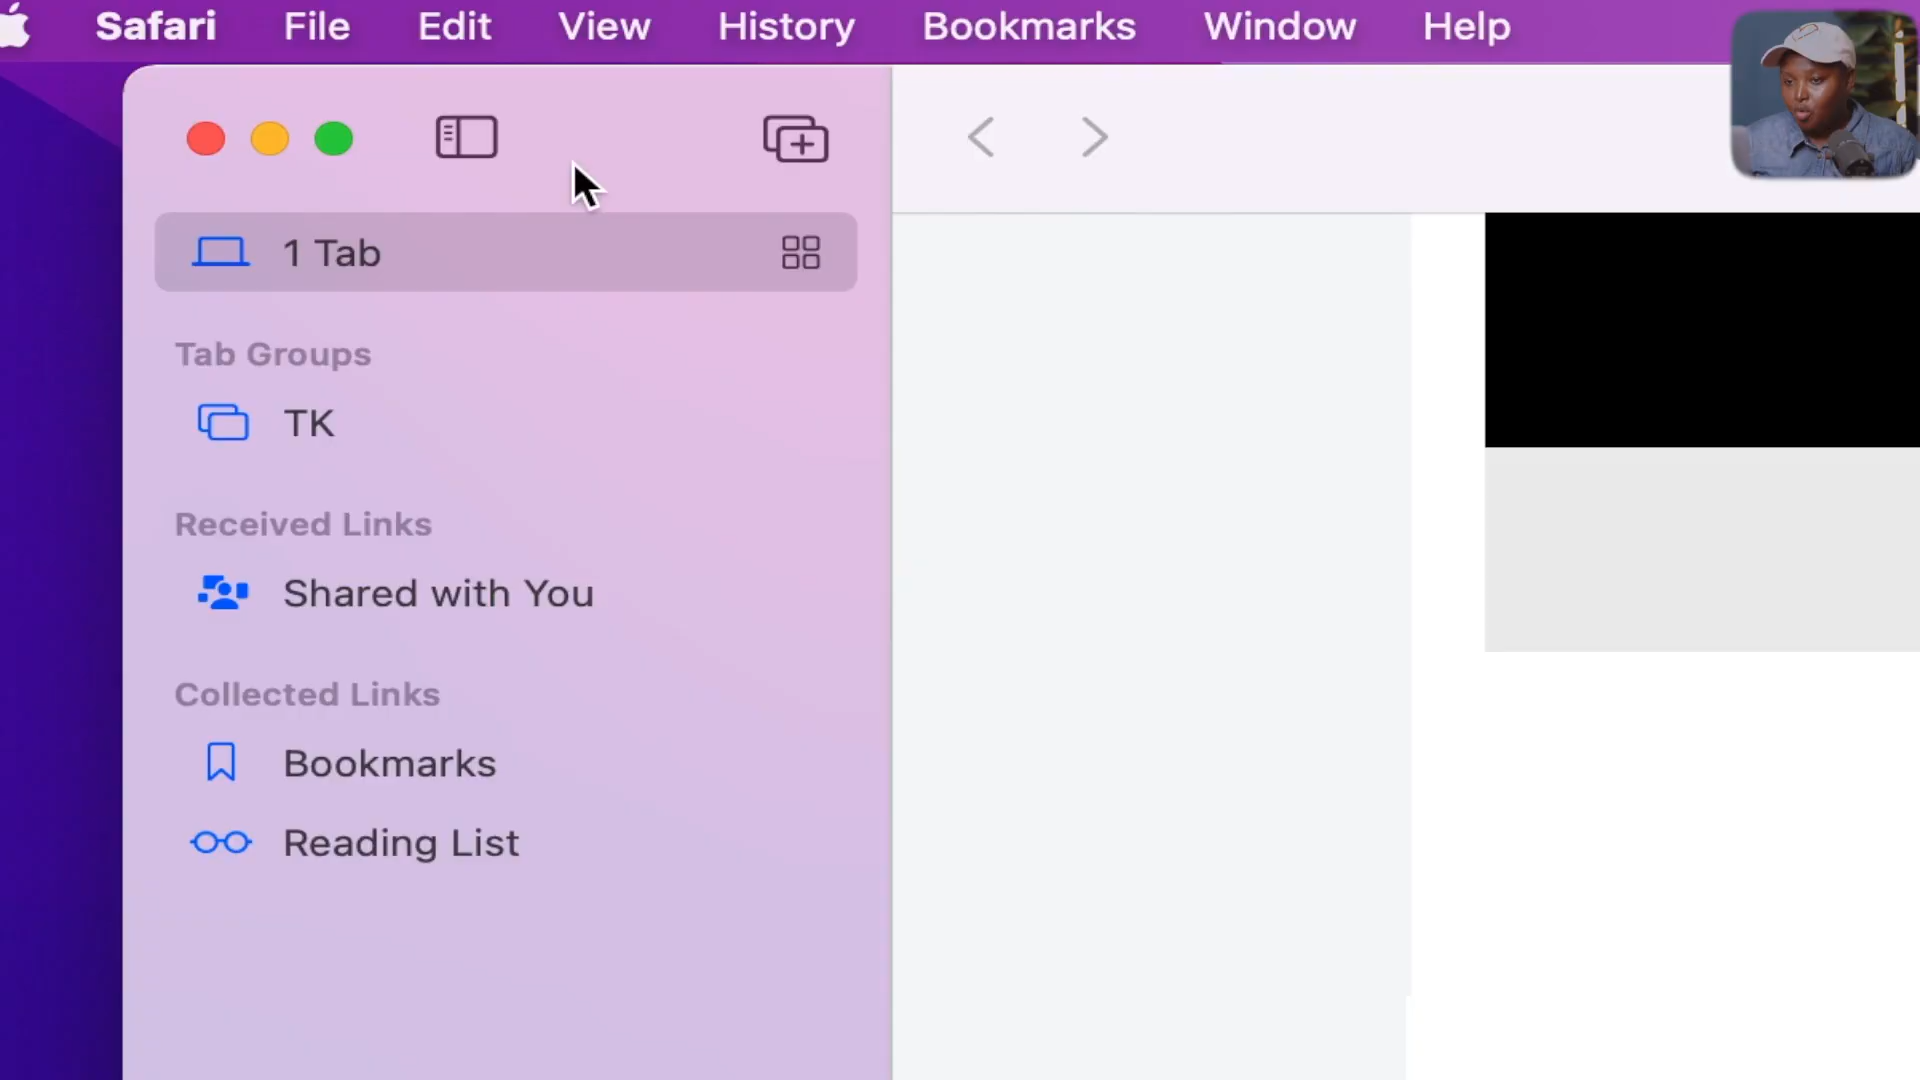 Safari File Edit View History Bookmarks Window Help
1 Tab
Tab Groups
TK
Received Links
Shared with You
Collected Links
Bookmarks
Reading List